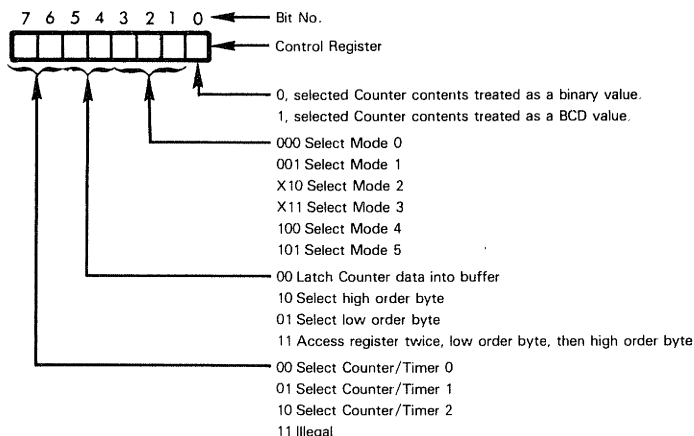 7 6 5 4 3 2 1 0 Bit No.
Control Register
0, selected Counter contents treated as a binary value.
1, selected Counter contents treated as a BCD value.
000 Select Mode 0
001 Select Mode 1
X10 Select Mode 2
X11 Select Mode 3
100 Select Mode 4
101 Select Mode 5
00 Latch Counter data into buffer
10 Select high order byte
01 Select low order byte
11 Access register twice, low order byte, then high order byte
00 Select Counter/Timer 0
01 Select Counter/Timer 1
10 Select Counter/Timer 2
11 Illegal